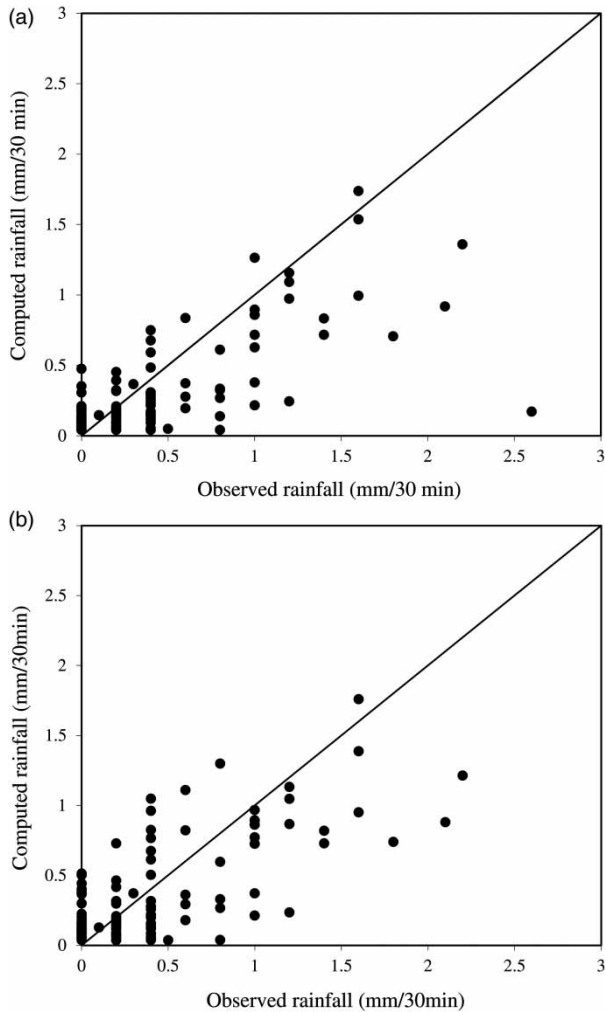 (a)
3
2.5
2
1.5
1
0.5
0
Computed rainfall (mm/30 min)
0 0.5 1 1.5 2 2.5 3
Observed rainfall (mm/30 min)
(b)
3
2.5
2
1.5
1
0.5
0
Computed rainfall (mm/30min)
0 0.5 1 1.5 2 2.5 3
Observed rainfall (mm/30min)